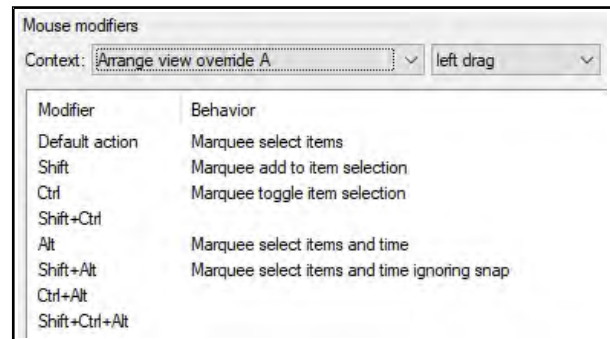 Mouse modifiers
Context: Arrange view override A left drag
Modifier Behavior
Default action Marquee select items
Shift Marquee add to item selection
Ctrl Marquee toggle item selection
Shift+Ctrl
Alt Marquee select items and time
Shift+Alt Marquee select items and time ignoring snap
Ctrl+Alt
Shift+Ctrl+Alt